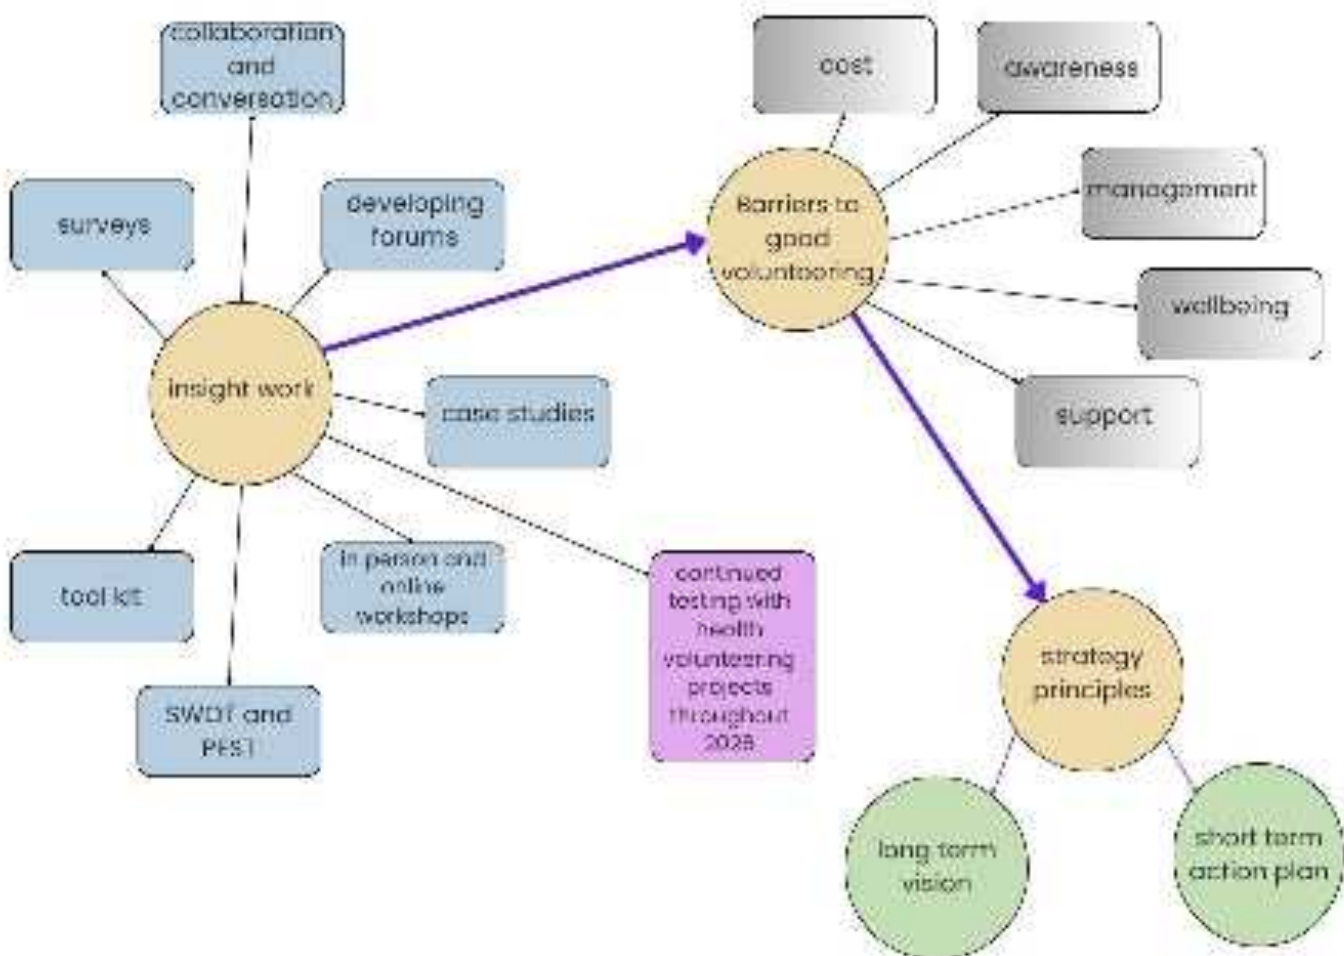 collaboration
and
conversation
surveys
developing
forums
insight work
case studies
tool kit
in person and
online
workshops
SWOT and
PEST
continued
testing with
health
volunteering
projects
throughout
cost
awareness
Barriers to
good
volunteering
management
wellbeing
support
strategy
principles
long term
vision
short term
action plan